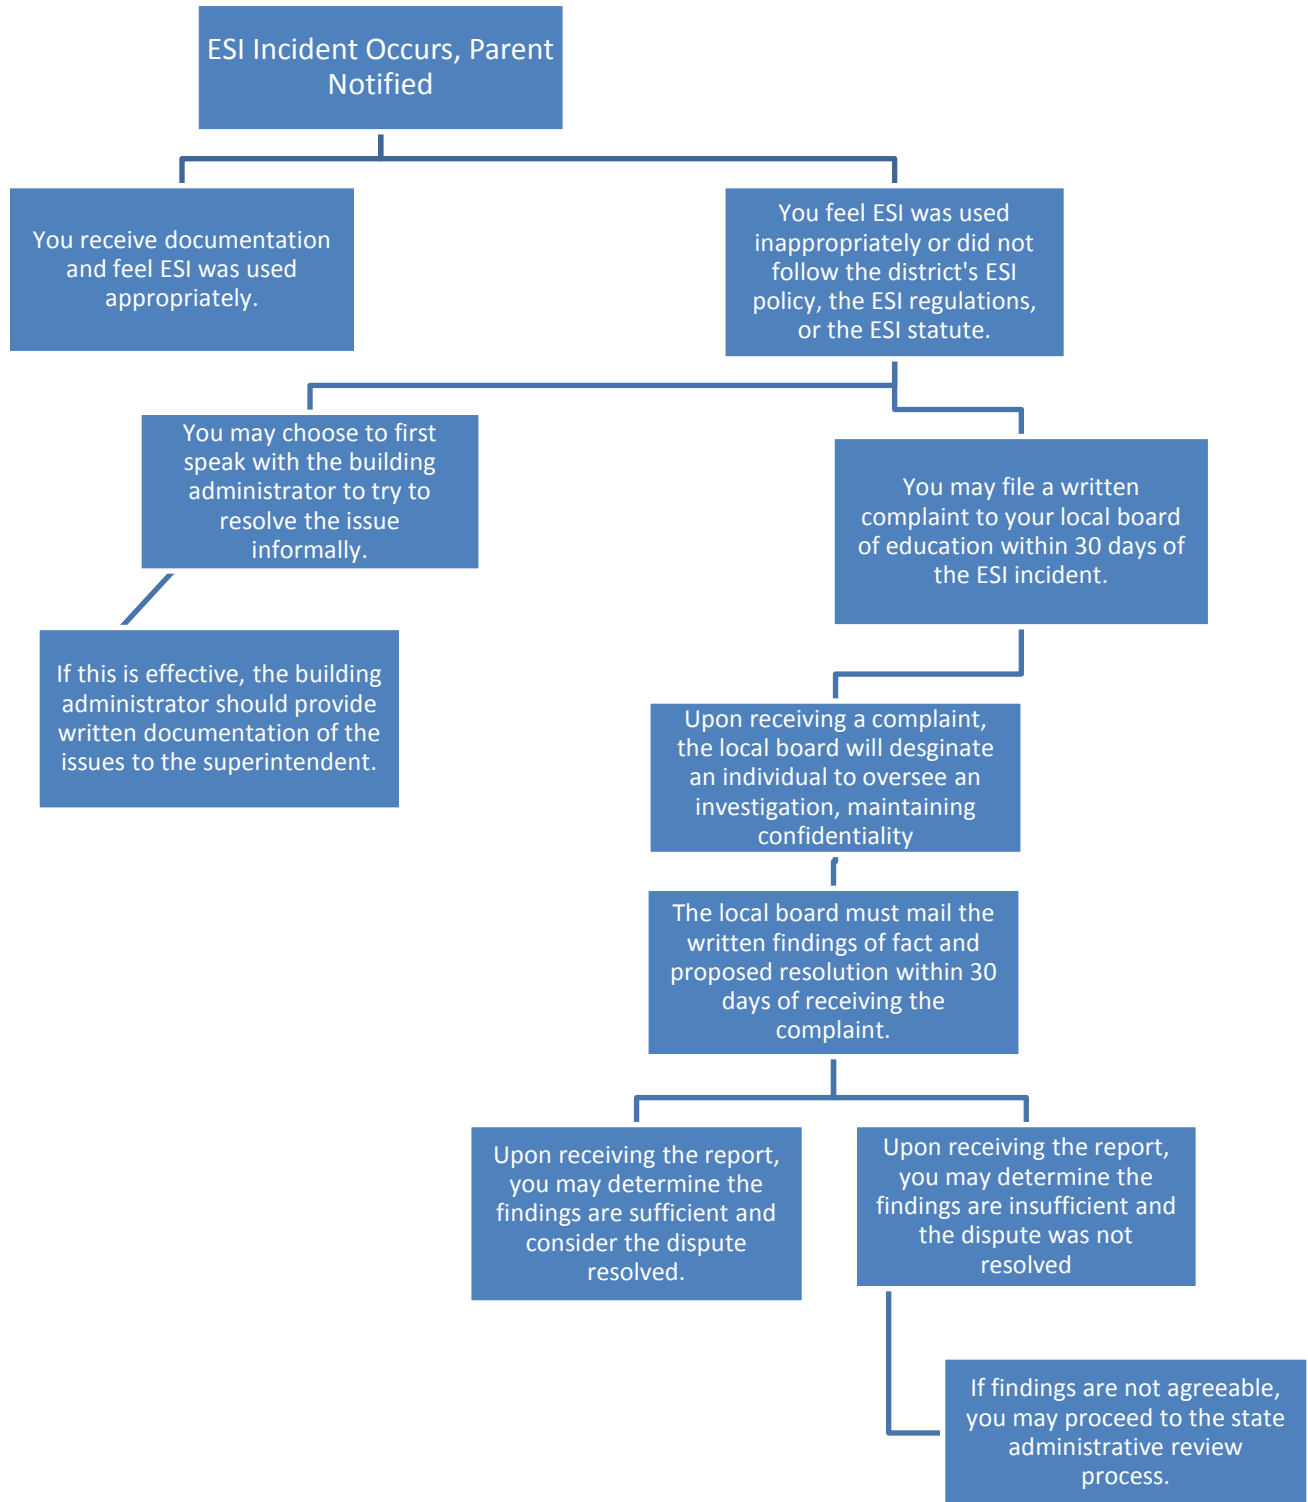 ESI Incident Occurs, Parent
Notified
You receive documentation
and feel ESI was used
appropriately.
You feel ESI was used
inappropriately or did not
follow the district's ESI
policy, the ESI regulations,
or the ESI statute.
You may choose to first
speak with the building
administrator to try to
resolve the issue
informally.
You may file a written
complaint to your local board
of education within 30 days of
the ESI incident.
If this is effective, the building
administrator should provide
written documentation of the
issues to the superintendent.
Upon receiving a complaint,
the local board will desginate
an individual to oversee an
investigation, maintaining
confidentiality
The local board must mail the
written findings of fact and
proposed resolution within 30
days of receiving the
complaint.
Upon receiving the report,
you may determine the
findings are sufficient and
consider the dispute
resolved.
Upon receiving the report,
you may determine the
findings are insufficient and
the dispute was not
resolved
If findings are not agreeable,
you may proceed to the state
administrative review
process.